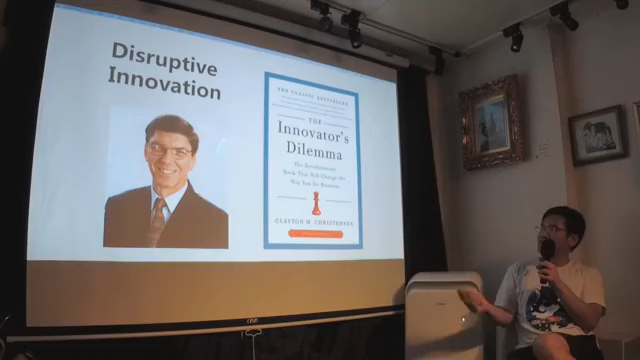 Disruptive
Innovation
THE CLASSIC BESTSELLER
THE
Innovator's
Dilemma
The Revolutionary
Book That Will Change the
Way You Do Business
CLAYTON M. CHRISTENSEN